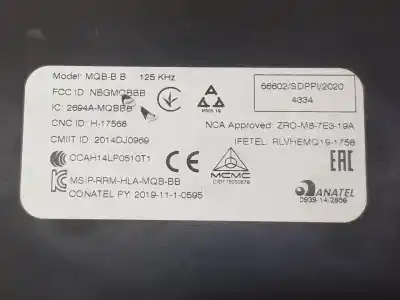 Model: MQB-B B 125 KHz
FCC ID: NBGMQBBB
IC: 2694A-MQBBB
CNC ID: H-17568
CMIIT ID: 2014DJ0969
CCAH14LP0510T1
MSIP-RRM-HLA-MQB-BB
CONATEL PY: 2019-11-1-0595
66602/SDPPI/2020
4334
NCA Approved: ZRO-M8-7E3-19A
IFETEL: RLVHEMQ19-1758
CE
MCMC
EAC
ANATEL
0939-14-2856